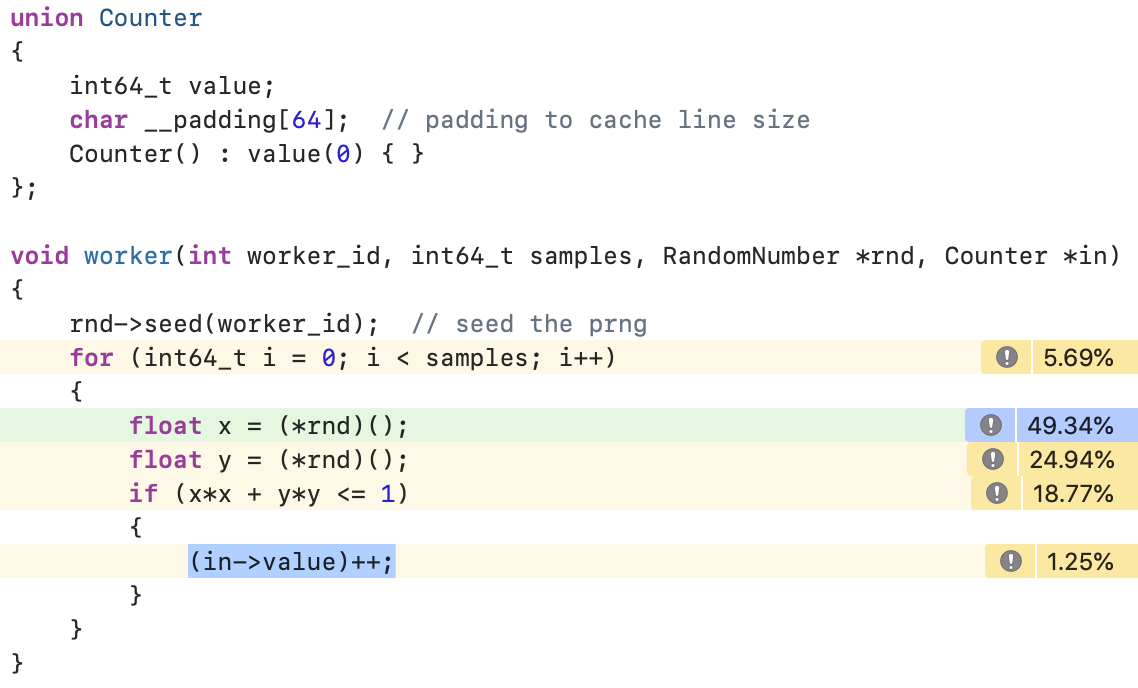 union Counter
{
    int64_t value;
    char __padding[64];  // padding to cache line size
    Counter() : value(0) { }
};

void worker(int worker_id, int64_t samples, RandomNumber *rnd, Counter *in)
{
    rnd->seed(worker_id);  // seed the prng
    for (int64_t i = 0; i < samples; i++) 5.69%
    {
        float x = (*rnd)(); 49.34%
        float y = (*rnd)(); 24.94%
        if (x*x + y*y <= 1) 18.77%
        {
            (in->value)++; 1.25%
        }
    }
}